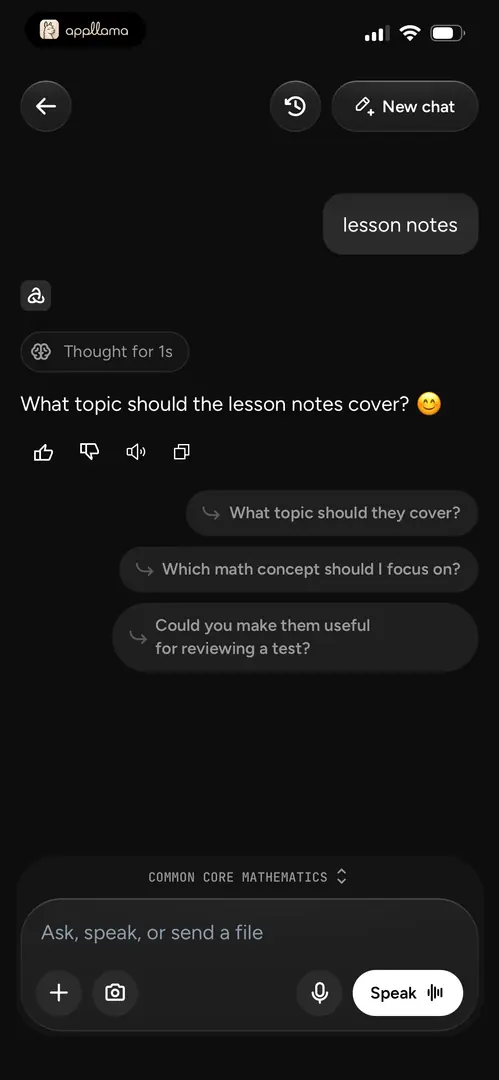 appllama
New chat
lesson notes
Thought for 1s
What topic should the lesson notes cover? 😊
What topic should they cover?
Which math concept should I focus on?
Could you make them useful
for reviewing a test?
COMMON CORE MATHEMATICS
Ask, speak, or send a file
Speak